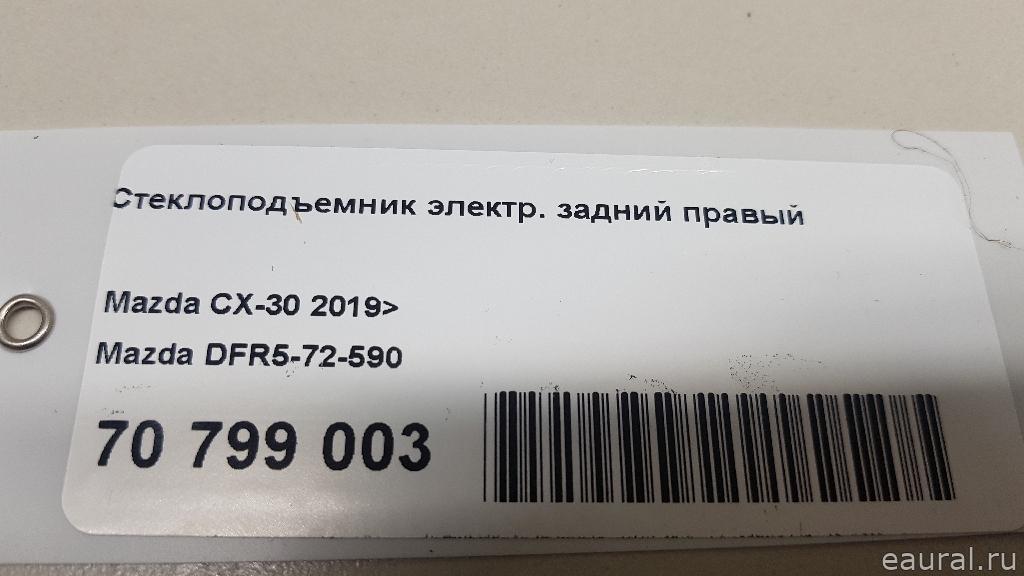 Стеклоподъемник электр. задний правый
Mazda CX-30 2019>
Mazda DFR5-72-590
70 799 003
eaural.ru